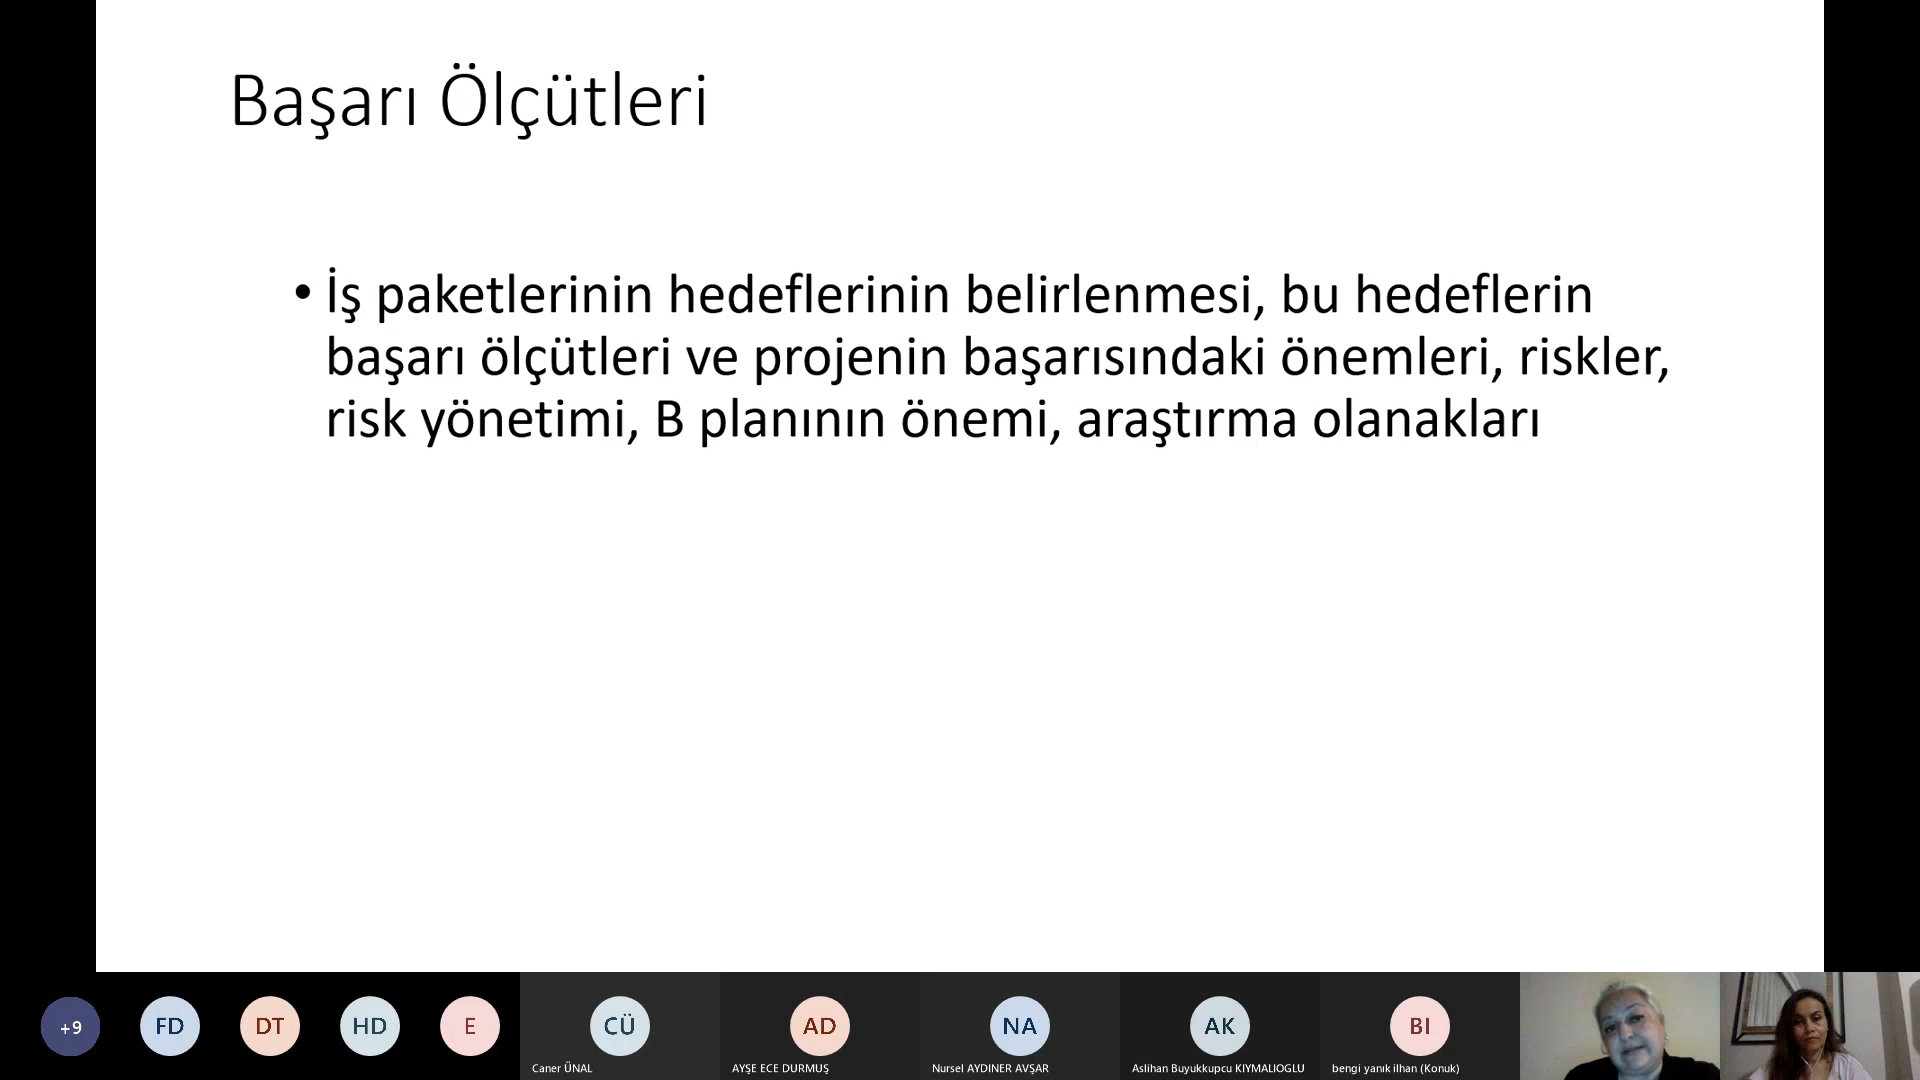 Başarı Ölçütleri
• İş paketlerinin hedeflerinin belirlenmesi, bu hedeflerin
başarı ölçütleri ve projenin başarısındaki önemleri, riskler,
risk yönetimi, B planının önemi, araştırma olanakları
+9
FD
DT
HD
E
CÜ
Caner ÜNAL
AD
AYŞE ECE DURMUŞ
NA
Nursel AYDINER AVŞAR
AK
Aslihan Buyukkupcu KIYMALIOGLU
BI
bengi yanık ilhan (Konuk)